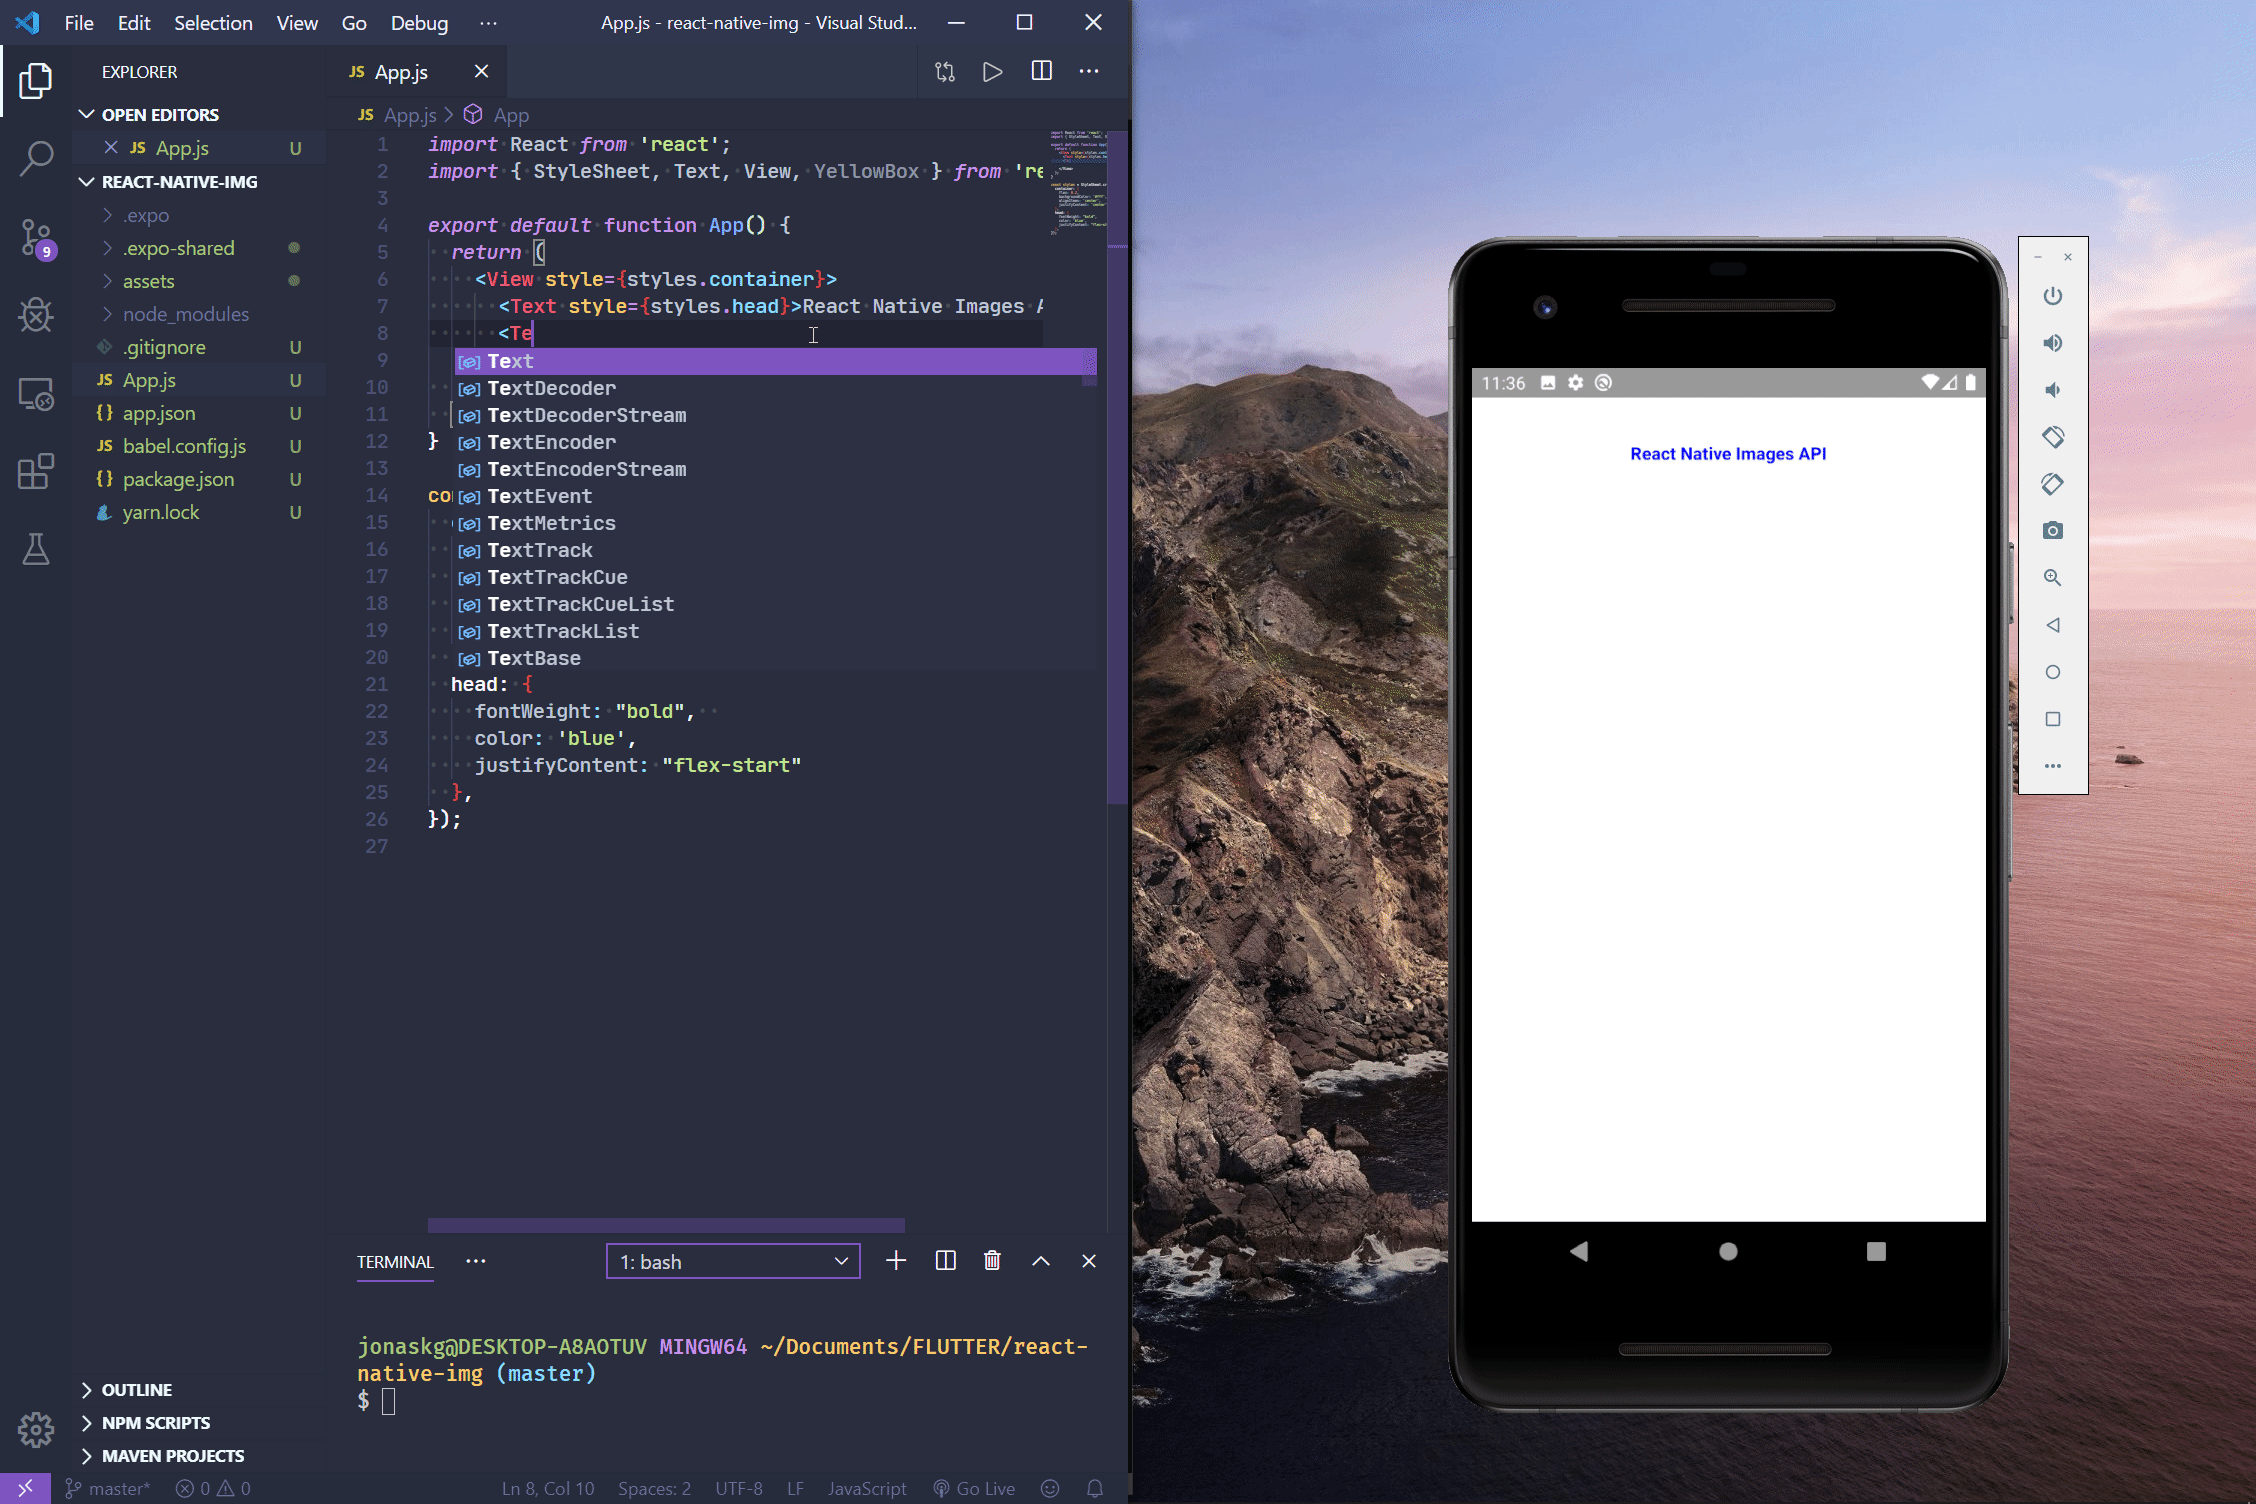 File Edit Selection View Go Debug ··· App.js - react-native-img - Visual Stud...
EXPLORER
OPEN EDITORS
JS App.js U
REACT-NATIVE-IMG
.expo
.expo-shared
assets
node_modules
.gitignore U
JS App.js U
{} app.json U
JS babel.config.js U
{} package.json U
yarn.lock U
9
OUTLINE
NPM SCRIPTS
MAVEN PROJECTS
JS App.js
JS App.js > App
1 import React from 'react';
2 import { StyleSheet, Text, View, YellowBox } from 're
3
4 export default function App() {
5 return (
6 <View style={styles.container}>
7 <Text style={styles.head}>React Native Images A
8 <Te
9 Text
10 TextDecoder
11 TextDecoderStream
12 } TextEncoder
13 TextEncoderStream
14 co TextEvent
15 TextMetrics
16 TextTrack
17 TextTrackCue
18 TextTrackCueList
19 TextTrackList
20 TextBase
21 head: {
22 fontWeight: "bold",
23 color: 'blue',
24 justifyContent: "flex-start"
25 },
26 });
27
TERMINAL ··· 1: bash
jonaskg@DESKTOP-A8AOTUV MINGW64 ~/Documents/FLUTTER/react-
native-img (master)
$
master* 0 0 Ln 8, Col 10 Spaces: 2 UTF-8 LF JavaScript Go Live
11:36
React Native Images API